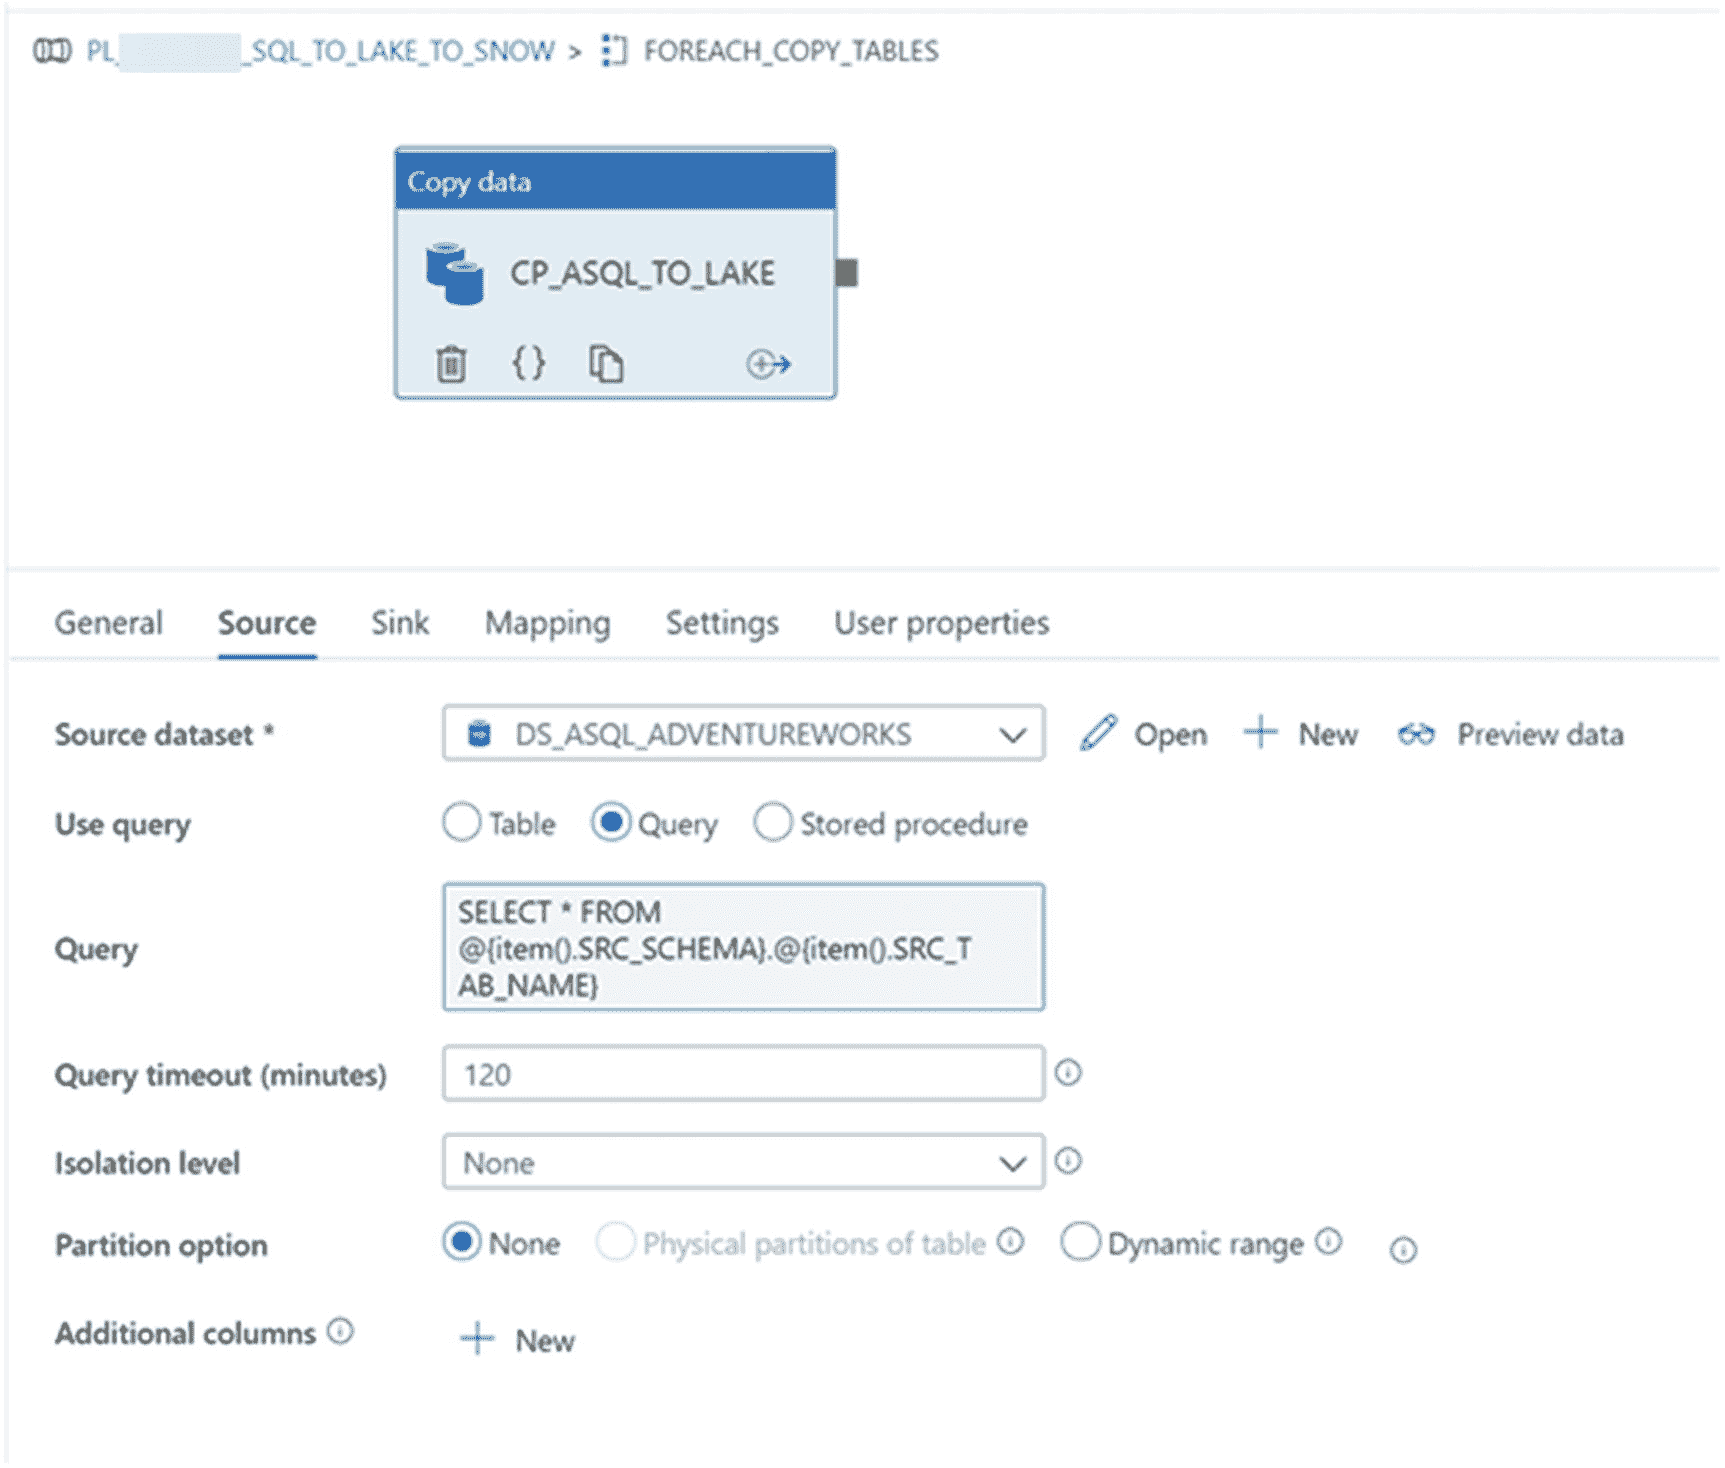 PL_ _SQL_TO_LAKE_TO_SNOW > FOREACH_COPY_TABLES
Copy data
CP_ASQL_TO_LAKE
{}
General Source Sink Mapping Settings User properties
Source dataset * DS_ASQL_ADVENTUREWORKS Open + New Preview data
Use query Table Query Stored procedure
SELECT * FROM
Query @{item().SRC_SCHEMA}.@{item().SRC_T
AB_NAME}
Query timeout (minutes) 120
Isolation level None
Partition option None Physical partitions of table Dynamic range
Additional columns + New